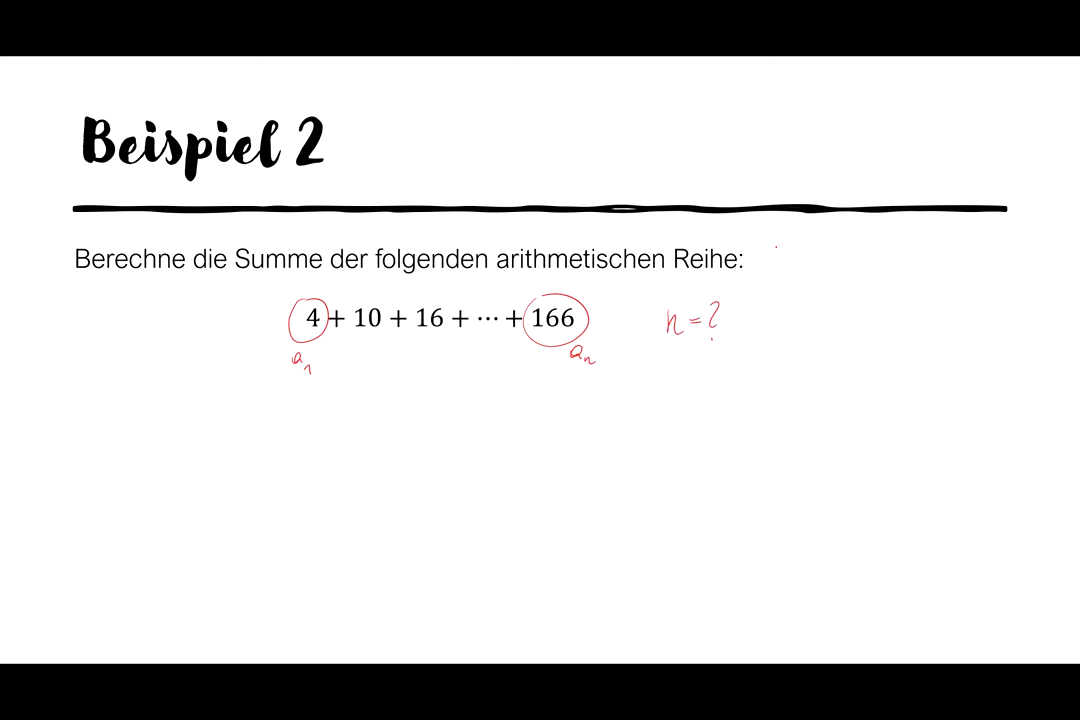 Beispiel 2
Berechne die Summe der folgenden arithmetischen Reihe:
4 + 10 + 16 + ⋯ + 166 n = ?
a₁ aₙ